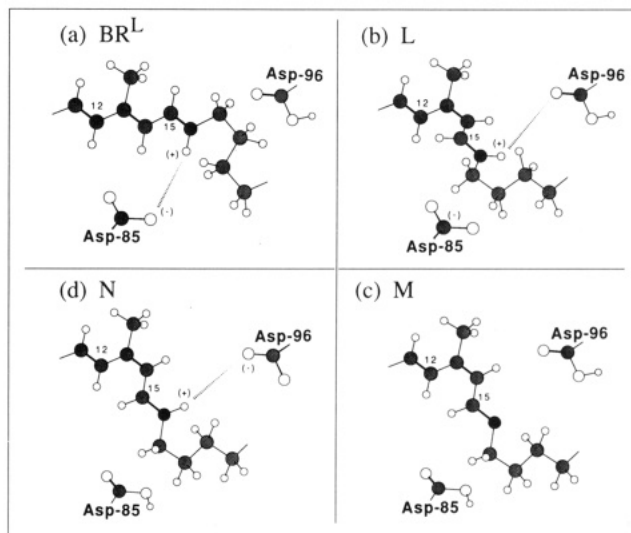 (a) BR^L
Asp-96
12
15
(+)
(-)
Asp-85
(b) L
Asp-96
12
15
(+)
(-)
Asp-85
(d) N
Asp-96
(-)
12
15
(+)
Asp-85
(c) M
Asp-96
12
15
Asp-85